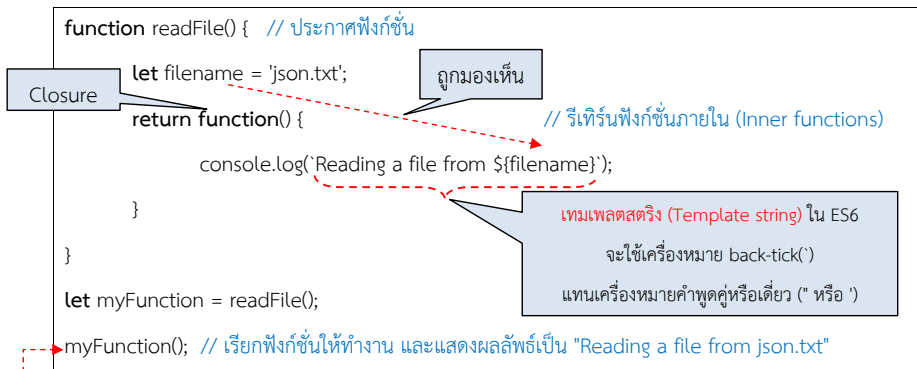 function readFile() { // ประกาศฟังก์ชั่น
let filename = 'json.txt';
ถูกมองเห็น
Closure
return function() { // รีเทิร์นฟังก์ชั่นภายใน (Inner functions)
console.log(`Reading a file from ${filename}`);
}
เทมเพลตสตริง (Template string) ใน ES6
จะใช้เครื่องหมาย back-tick(`)
แทนเครื่องหมายคำพูดคู่หรือเดี่ยว (" หรือ ')
}
let myFunction = readFile();
myFunction(); // เรียกฟังก์ชั่นให้ทำงาน และแสดงผลลัพธ์เป็น "Reading a file from json.txt"